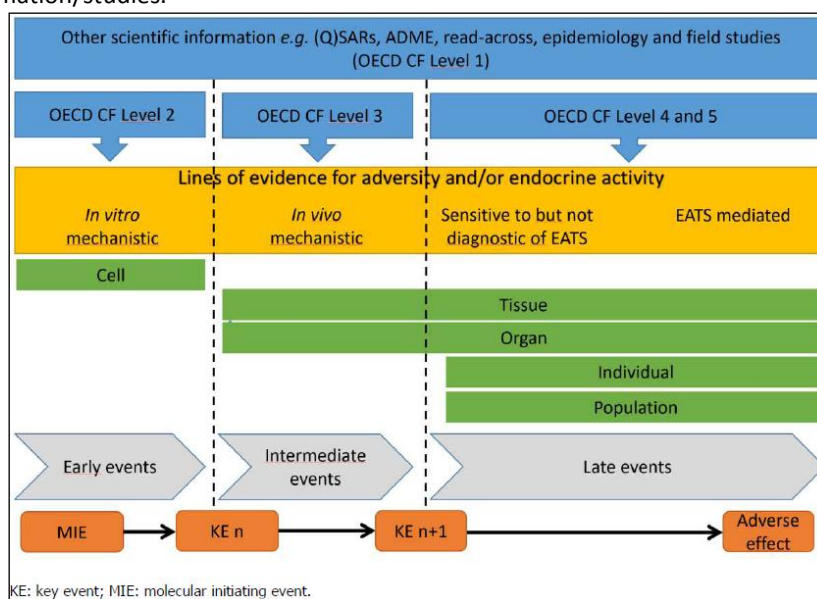 nation/studies.
Other scientific information e.g. (Q)SARs, ADME, read-across, epidemiology and field studies
(OECD CF Level 1)
OECD CF Level 2
OECD CF Level 3
OECD CF Level 4 and 5
Lines of evidence for adversity and/or endocrine activity
In vitro
mechanistic
In vivo
mechanistic
Sensitive to but not
diagnostic of EATS
EATS mediated
Cell
Tissue
Organ
Individual
Population
Early events
Intermediate
events
Late events
MIE
KE n
KE n+1
Adverse
effect
KE: key event; MIE: molecular initiating event.